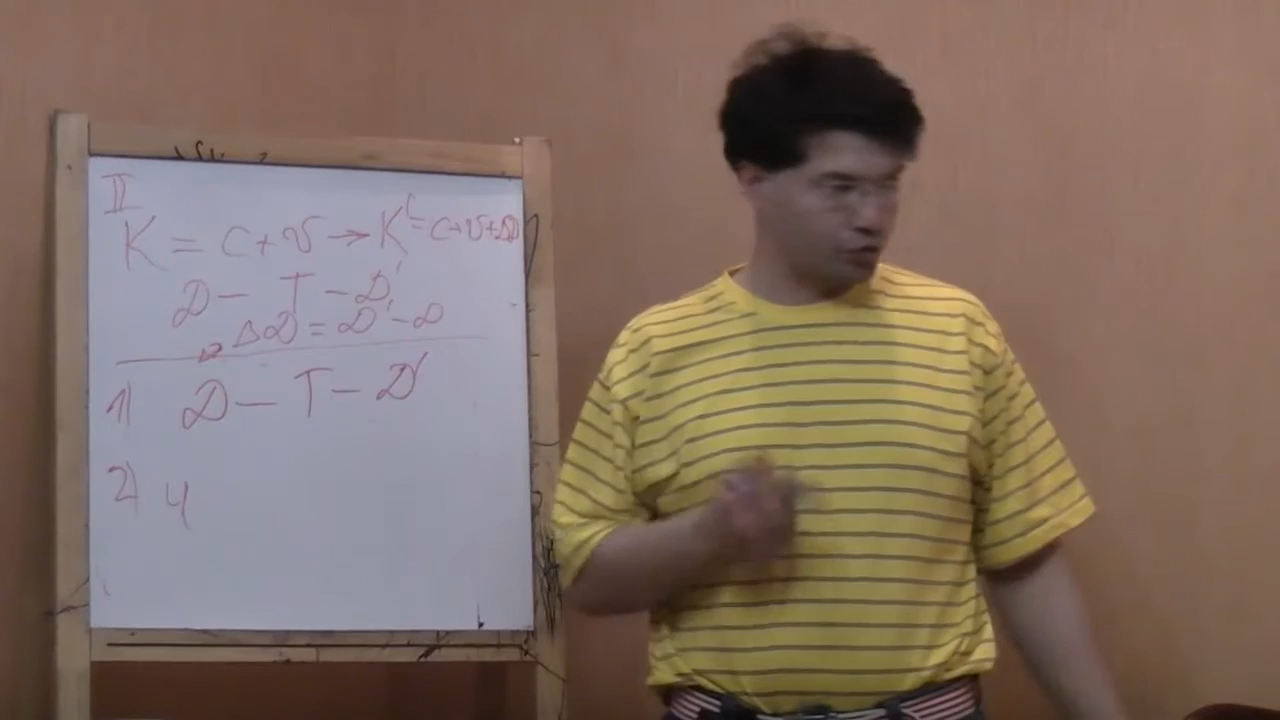 II
K = C + V → K' = C + V + ΔД
Д – Т – Д'
ΔД = Д' – Д
1) Д – Т – Д'
2) Ч